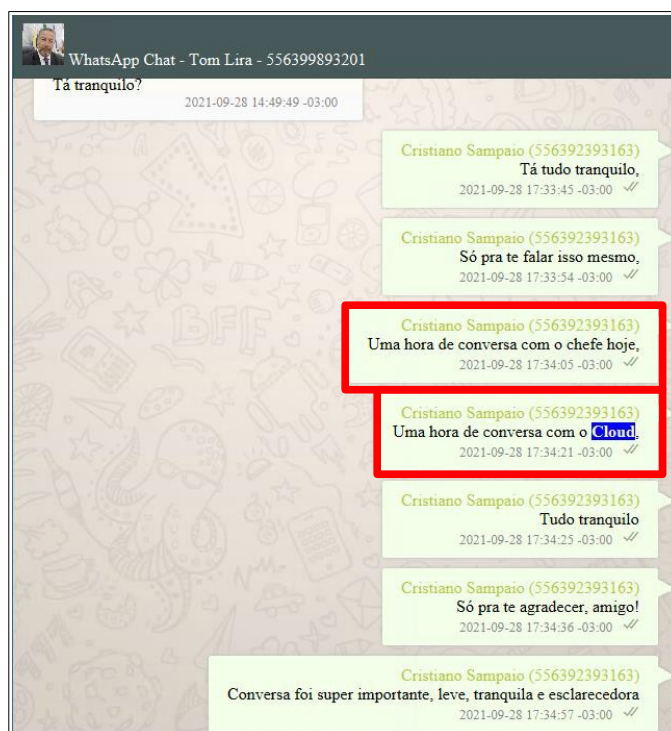 WhatsApp Chat - Tom Lira - 556399893201
Tá tranquilo?
2021-09-28 14:49:49 -03:00
Cristiano Sampaio (556392393163)
Tá tudo tranquilo,
2021-09-28 17:33:45 -03:00
Cristiano Sampaio (556392393163)
Só pra te falar isso mesmo,
2021-09-28 17:33:54 -03:00
Cristiano Sampaio (556392393163)
Uma hora de conversa com o chefe hoje,
2021-09-28 17:34:05 -03:00
Cristiano Sampaio (556392393163)
Uma hora de conversa com o Cloud,
2021-09-28 17:34:21 -03:00
Cristiano Sampaio (556392393163)
Tudo tranquilo
2021-09-28 17:34:25 -03:00
Cristiano Sampaio (556392393163)
Só pra te agradecer, amigo!
2021-09-28 17:34:36 -03:00
Cristiano Sampaio (556392393163)
Conversa foi super importante, leve, tranquila e esclarecedora
2021-09-28 17:34:57 -03:00
BFF